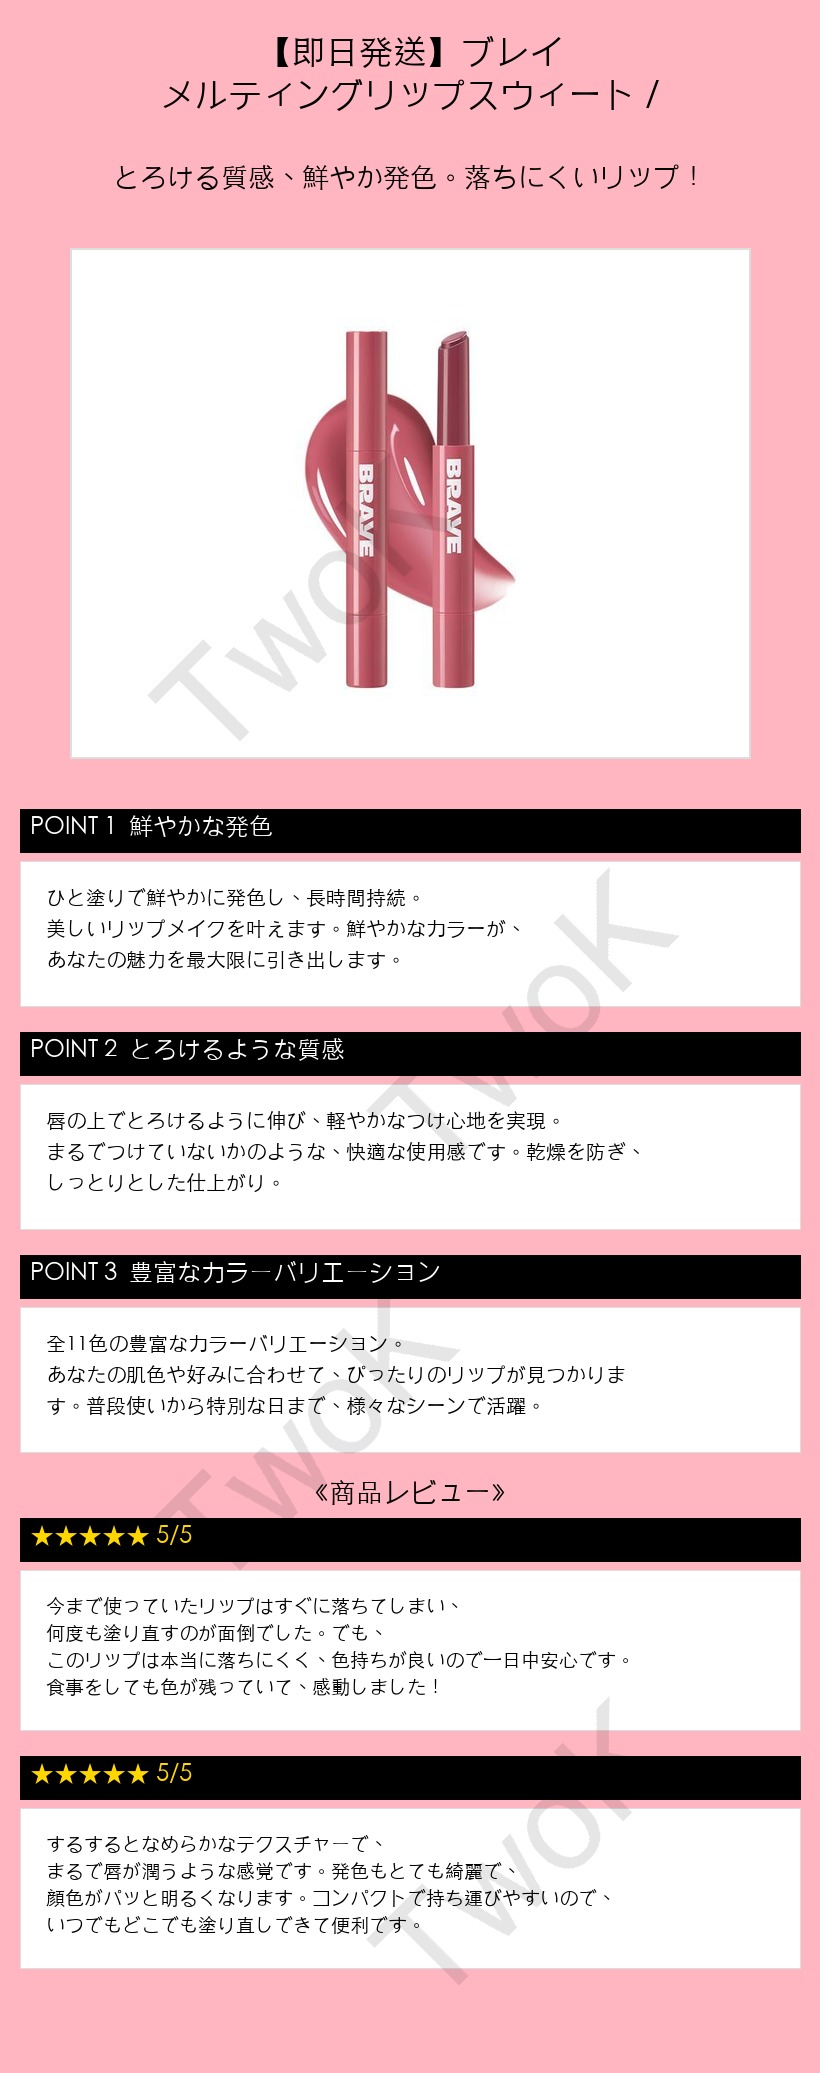 【即日発送】ブレイ
メルティングリップスウィート /
とろける質感、鮮やか発色。落ちにくいリップ！
BRAYE
BRAYE
TwoK
POINT 1 鮮やかな発色
ひと塗りで鮮やかに発色し、長時間持続。
美しいリップメイクを叶えます。鮮やかなカラーが、
あなたの魅力を最大限に引き出します。
TwoK
POINT 2 とろけるような質感
唇の上でとろけるように伸び、軽やかなつけ心地を実現。
まるでつけていないかのような、快適な使用感です。乾燥を防ぎ、
しっとりとした仕上がり。
POINT 3 豊富なカラーバリエーション
全11色の豊富なカラーバリエーション。
あなたの肌色や好みに合わせて、ぴったりのリップが見つかりま
す。普段使いから特別な日まで、様々なシーンで活躍。
TwoK
《商品レビュー》
★★★★★ 5/5
今まで使っていたリップはすぐに落ちてしまい、
何度も塗り直すのが面倒でした。でも、
このリップは本当に落ちにくく、色持ちが良いので一日中安心です。
食事をしても色が残っていて、感動しました！
★★★★★ 5/5
するするとなめらかなテクスチャーで、
まるで唇が潤うような感覚です。発色もとても綺麗で、
顔色がパッと明るくなります。コンパクトで持ち運びやすいので、
いつでもどこでも塗り直しできて便利です。
TwoK